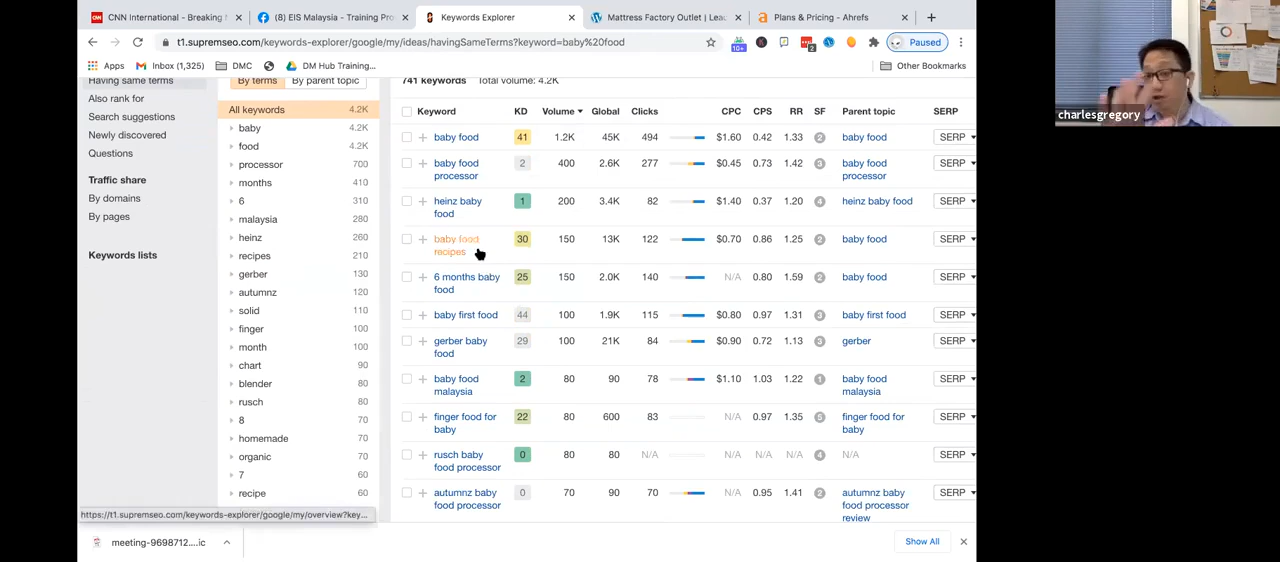 CNN International - Breaking
(8) EIS Malaysia - Training Pro
Keywords Explorer
Mattress Factory Outlet | Lead
Plans & Pricing - Ahrefs
t1.supremseo.com/keywords-explorer/google/my/ideas/havingSameTerms?keyword=baby%20food
10+
2
Paused
Apps
Inbox (1,325)
DMC
DM Hub Training...
Other Bookmarks
charlesgregory
Having same terms
Also rank for
Search suggestions
Newly discovered
Questions
Traffic share
By domains
By pages
Keywords lists
By terms
By parent topic
All keywords 4.2K
baby 4.2K
food 4.2K
processor 700
months 410
6 310
malaysia 280
heinz 260
recipes 210
gerber 130
autumnz 120
solid 110
finger 100
month 100
chart 90
blender 80
rusch 80
8 70
homemade 70
organic 70
7 60
recipe 60
741 keywords Total volume: 4.2K
Keyword KD Volume Global Clicks CPC CPS RR SF Parent topic SERP
baby food 41 1.2K 45K 494 $1.60 0.42 1.33 2 baby food SERP
baby food processor 2 400 2.6K 277 $0.45 0.73 1.42 3 baby food processor SERP
heinz baby food 1 200 3.4K 82 $1.40 0.37 1.20 4 heinz baby food SERP
baby food recipes 30 150 13K 122 $0.70 0.86 1.25 2 baby food SERP
6 months baby food 25 150 2.0K 140 N/A 0.80 1.59 2 baby food SERP
baby first food 44 100 1.9K 115 $0.80 0.97 1.31 3 baby first food SERP
gerber baby food 29 100 21K 84 $0.90 0.72 1.13 3 gerber SERP
baby food malaysia 2 80 90 78 $1.10 1.03 1.22 1 baby food malaysia SERP
finger food for baby 22 80 600 83 N/A 0.97 1.35 5 finger food for baby SERP
rusch baby food processor 0 80 80 N/A N/A N/A N/A 4 N/A SERP
autumnz baby food processor 0 70 90 70 N/A 0.95 1.41 2 autumnz baby food processor review SERP
https://t1.supremseo.com/keywords-explorer/google/my/overview?key...
meeting-9698712....ic
Show All